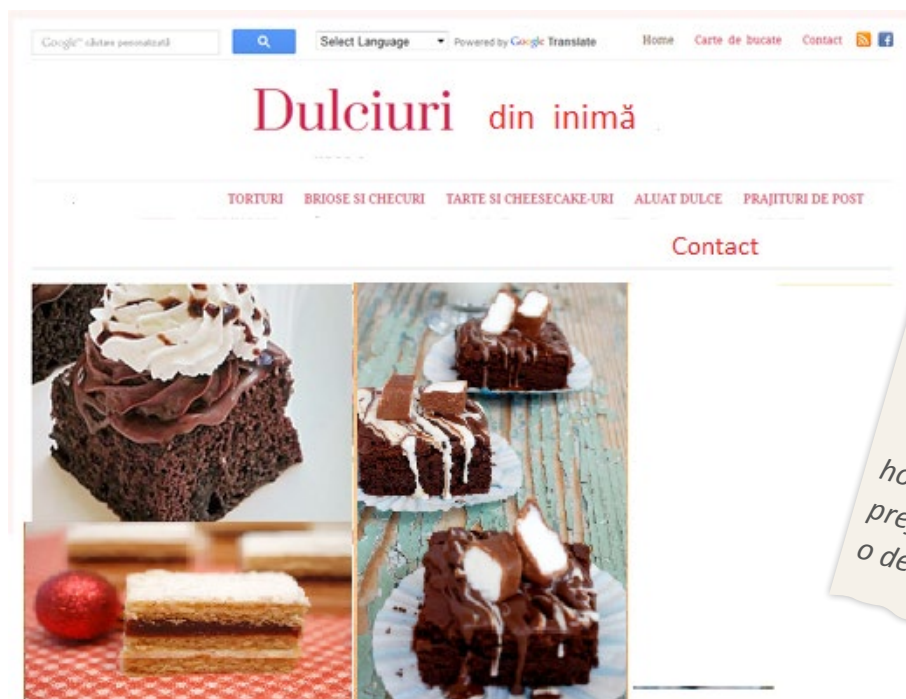 Google™ căutare personalizată
Select Language
Powered by Google Translate
Home Carte de bucate Contact
Dulciuri din inimă
TORTURI BRIOSE SI CHECURI TARTE SI CHEESECAKE-URI ALUAT DULCE PRAJITURI DE POST
Contact
o de